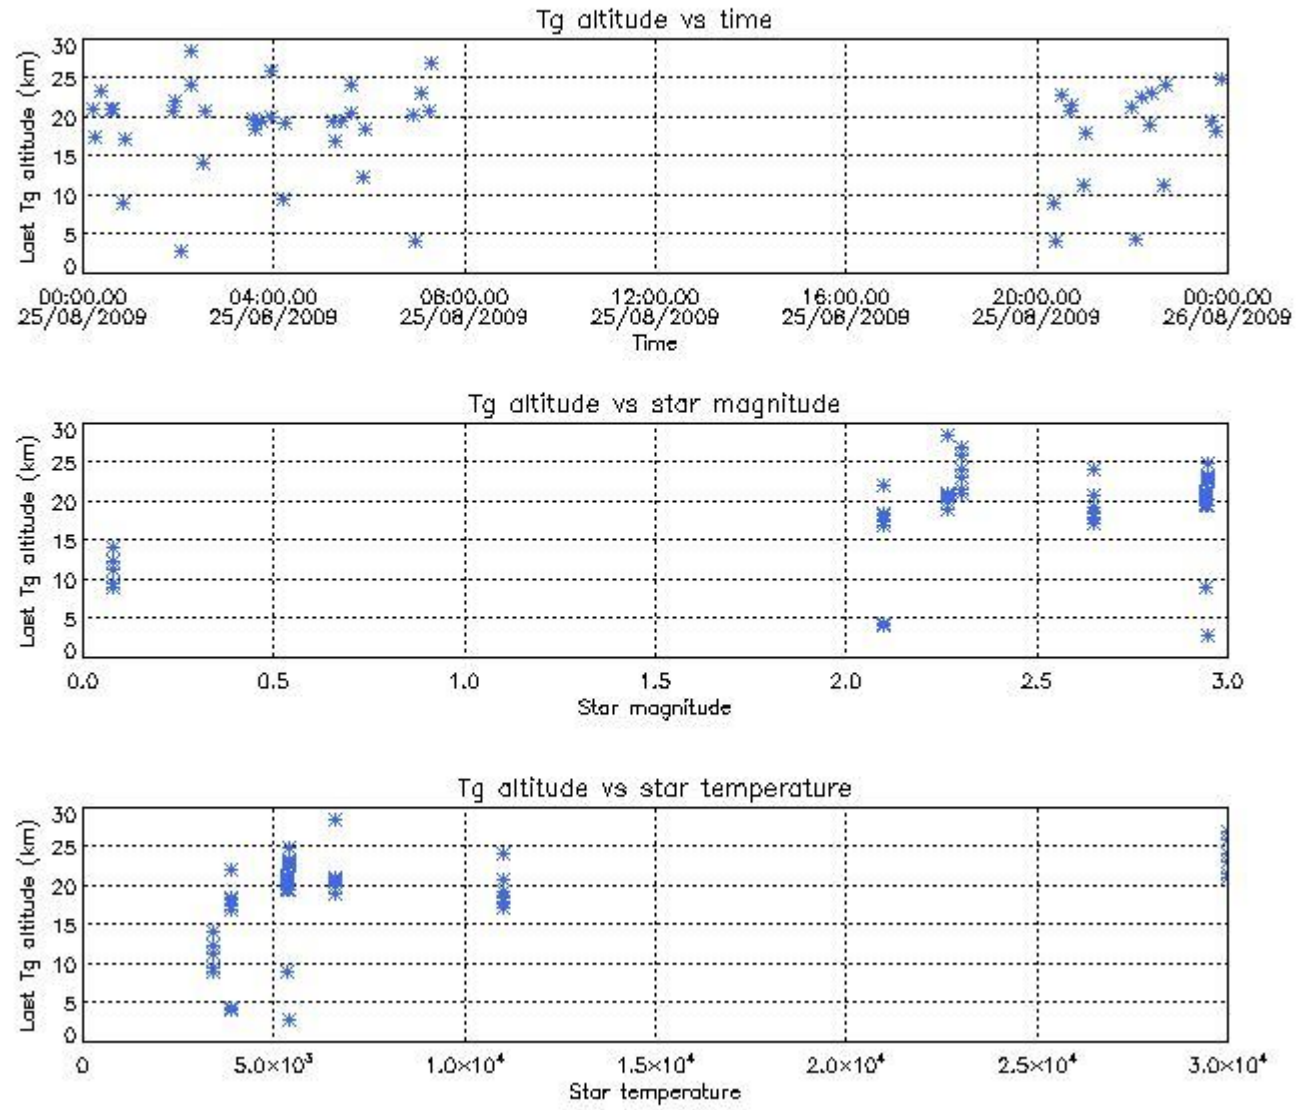 Tg altitude vs time
Last Tg altitude (km)
30
25
20
15
10
5
0
00:00.00 04:00.00 08:00.00 12:00.00 16:00.00 20:00.00 00:00.00
25/08/2009 25/08/2009 25/08/2009 25/08/2009 25/08/2009 25/08/2009 26/08/2009
Time
Tg altitude vs star magnitude
Last Tg altitude (km)
30
25
20
15
10
5
0
0.0 0.5 1.0 1.5 2.0 2.5 3.0
Star magnitude
Tg altitude vs star temperature
Last Tg altitude (km)
30
25
20
15
10
5
0
0 5.0×10³ 1.0×10⁴ 1.5×10⁴ 2.0×10⁴ 2.5×10⁴ 3.0×10⁴
Star temperature